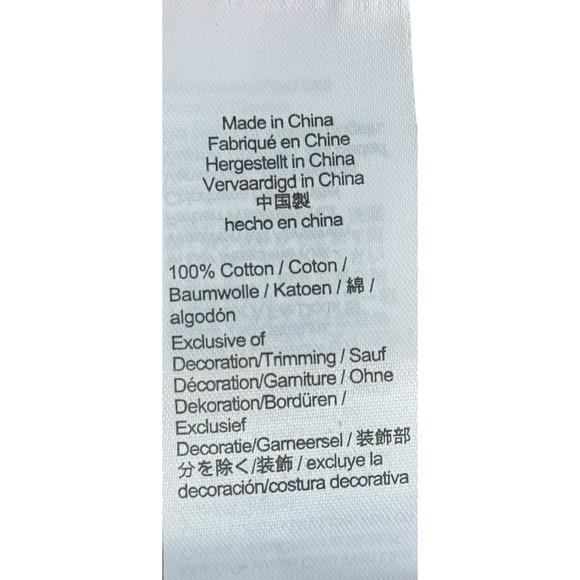 Made in China
Fabriqué en Chine
Hergestellt in China
Vervaardigd in China
中国製
hecho en china
100% Cotton / Coton /
Baumwolle / Katoen / 綿 /
algodón
Exclusive of
Decoration/Trimming / Sauf
Décoration/Garniture / Ohne
Dekoration/Bordüren /
Exclusief
Decoratie/Garneersel / 装飾部
分を除く/装飾 / excluye la
decoración/costura decorativa